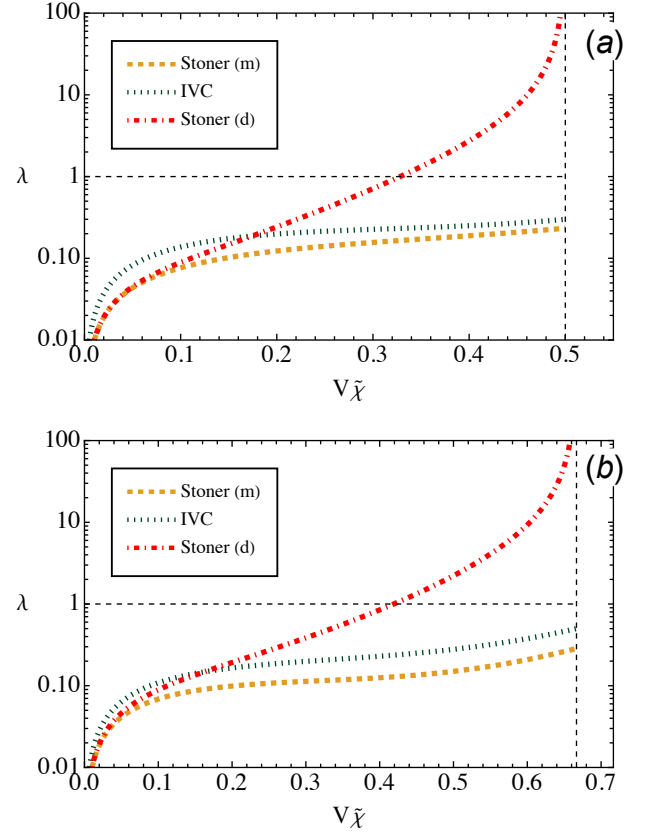 (a)
100
10
1
0.10
0.01
λ
Stoner (m)
IVC
Stoner (d)
0.0 0.1 0.2 0.3 0.4 0.5
Vχ̃
(b)
100
10
1
0.10
0.01
λ
Stoner (m)
IVC
Stoner (d)
0.0 0.1 0.2 0.3 0.4 0.5 0.6 0.7
Vχ̃